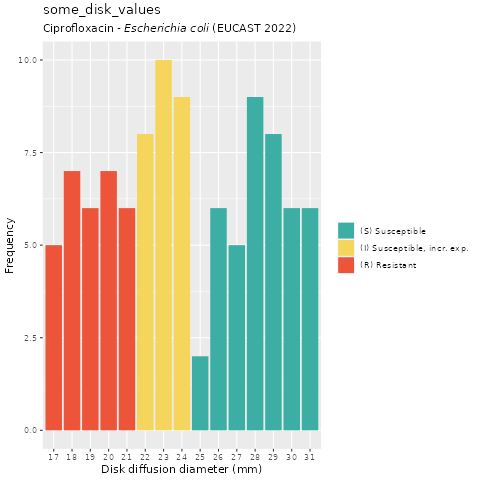 some_disk_values
Ciprofloxacin - Escherichia coli (EUCAST 2022)
Frequency
10.0
7.5
5.0
2.5
0.0
17 18 19 20 21 22 23 24 25 26 27 28 29 30 31
Disk diffusion diameter (mm)
(S) Susceptible
(I) Susceptible, incr. exp.
(R) Resistant